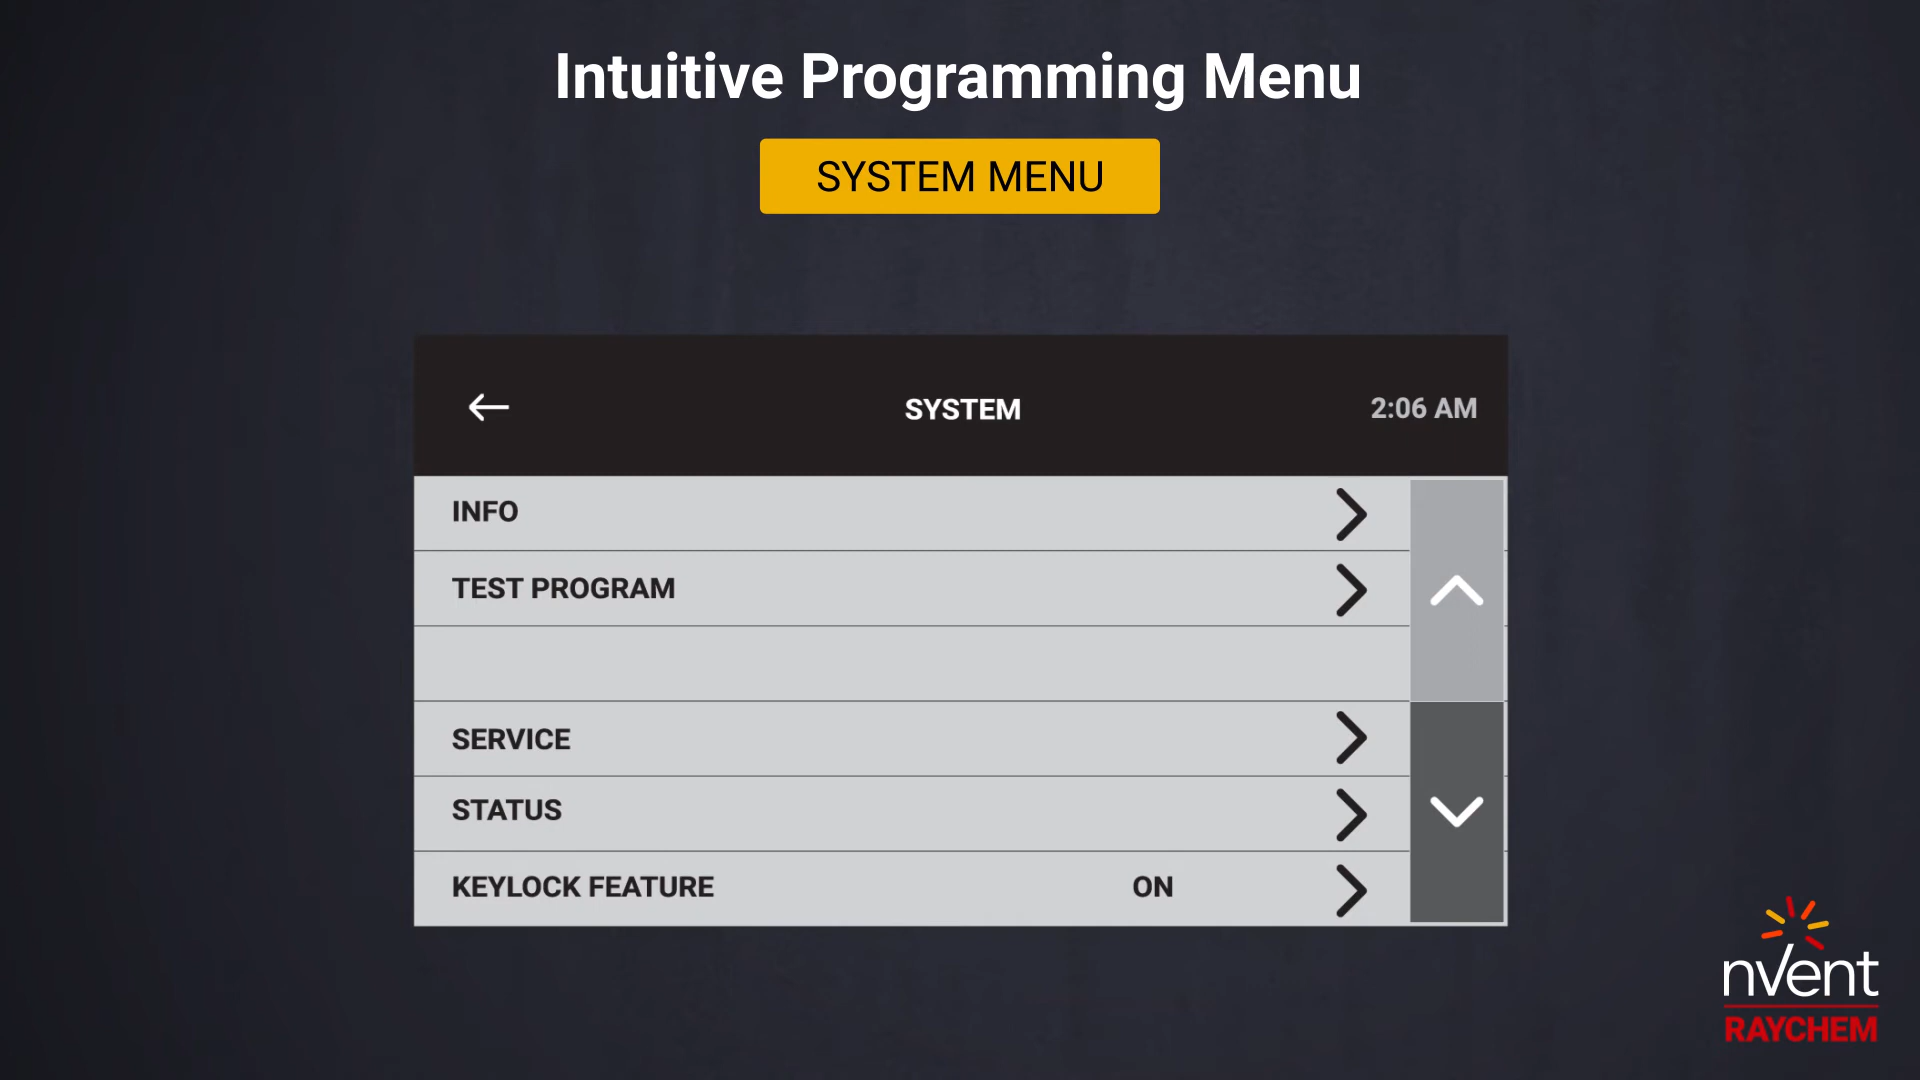 Intuitive Programming Menu
SYSTEM MENU
SYSTEM
2:06 AM
INFO
TEST PROGRAM
SERVICE
STATUS
KEYLOCK FEATURE ON
nvent
RAYCHEM